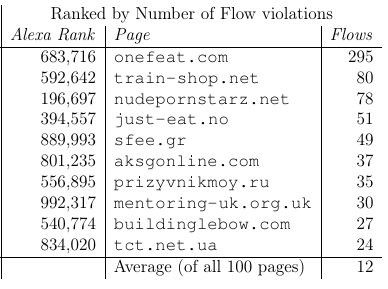 Ranked by Number of Flow violations
Alexa Rank Page Flows
683,716 onefeat.com 295
592,642 train-shop.net 80
196,697 nudepornstarz.net 78
394,557 just-eat.no 51
889,993 sfee.gr 49
801,235 aksgonline.com 37
556,895 prizyvnikmoy.ru 35
992,317 mentoring-uk.org.uk 30
540,774 buildinglebow.com 27
834,020 tct.net.ua 24
Average (of all 100 pages) 12